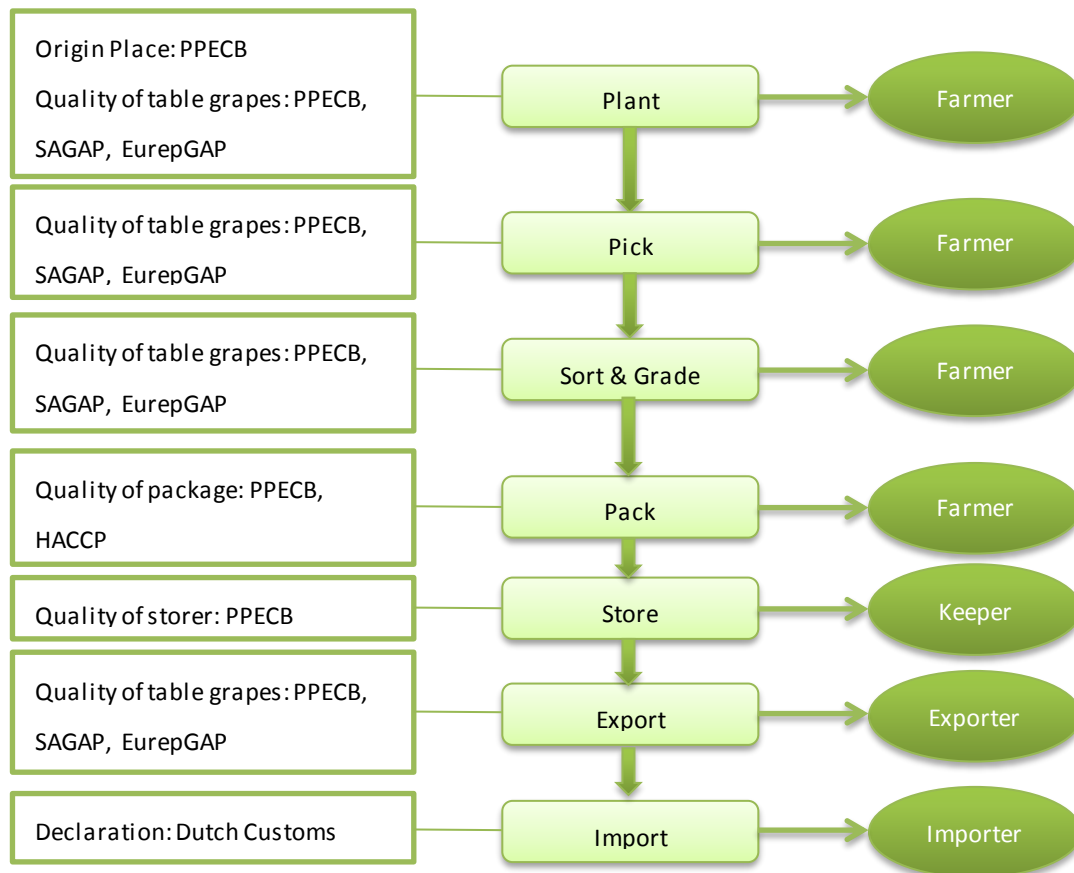 Origin Place: PPECB
Quality of table grapes: PPECB,
SAGAP, EurepGAP
Plant
Farmer
Quality of table grapes: PPECB,
SAGAP, EurepGAP
Pick
Farmer
Quality of table grapes: PPECB,
SAGAP, EurepGAP
Sort & Grade
Farmer
Quality of package: PPECB,
HACCP
Pack
Farmer
Quality of storer: PPECB
Store
Keeper
Quality of table grapes: PPECB,
SAGAP, EurepGAP
Export
Exporter
Declaration: Dutch Customs
Import
Importer